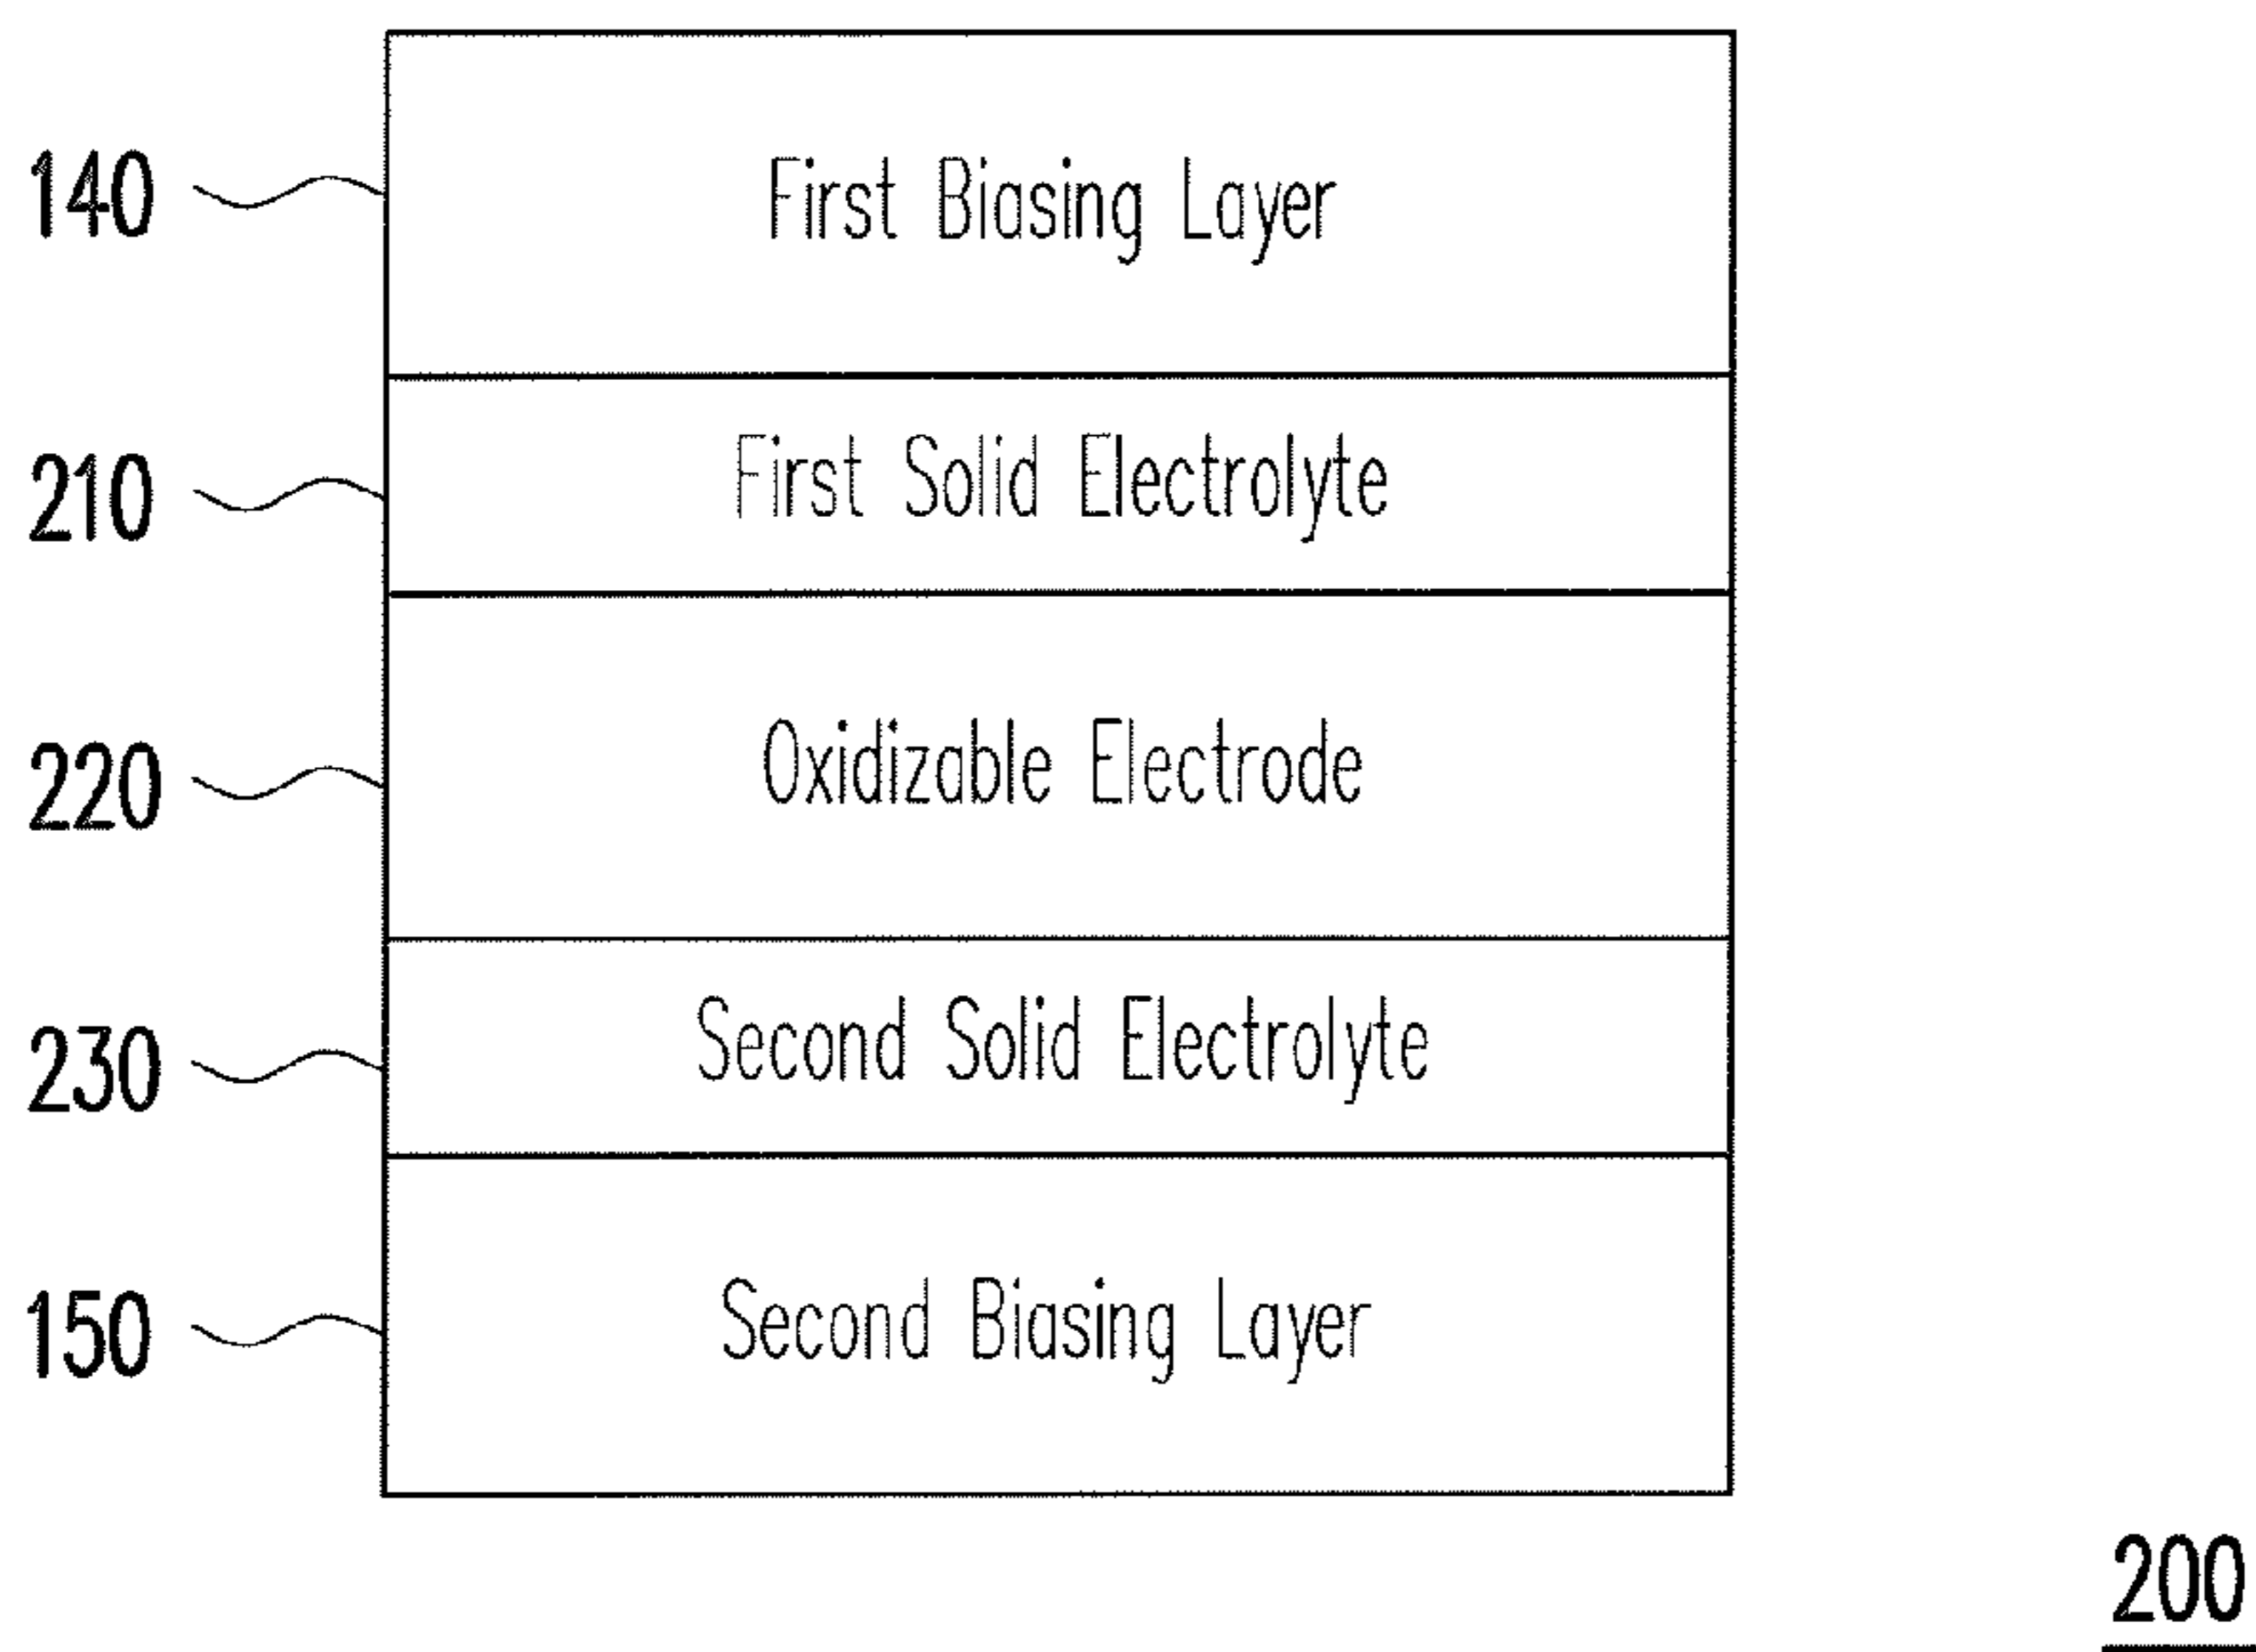 140 First Biasing Layer
210 First Solid Electrolyte
220 Oxidizable Electrode
230 Second Solid Electrolyte
150 Second Biasing Layer
200